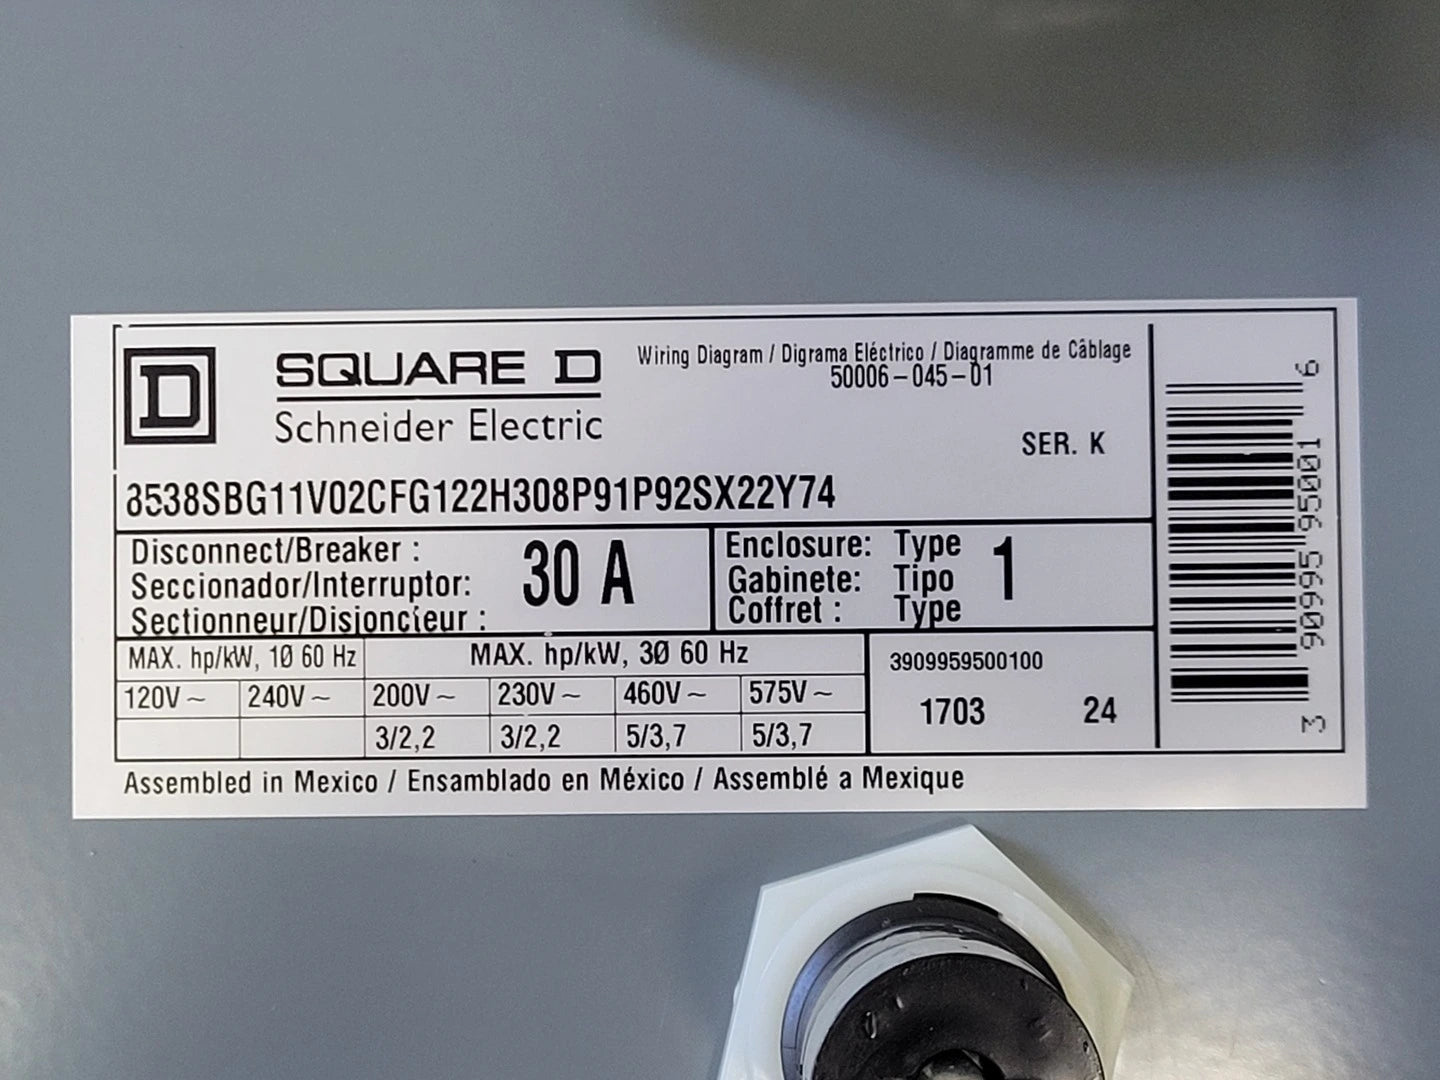 D
SQUARE D
Schneider Electric
Wiring Diagram / Digrama Eléctrico / Diagramme de Câblage
50006-045-01
SER. K
8538SBG11V02CFG122H308P91P92SX22Y74
Disconnect/Breaker :
Seccionador/Interruptor:
Sectionneur/Disjoncteur :
30 A
Enclosure: Type
Gabinete: Tipo
Coffret : Type
1
MAX. hp/kW, 1Ø 60 Hz
MAX. hp/kW, 3Ø 60 Hz
120V ~ 240V ~ 200V ~ 230V ~ 460V ~ 575V ~
3/2,2 3/2,2 5/3,7 5/3,7
3909959500100
1703 24
Assembled in Mexico / Ensamblado en México / Assemblé a Mexique
3 90995 95001 6